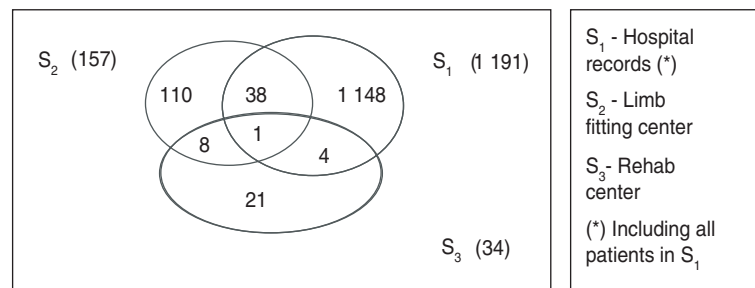 S₂ (157)
S₁ (1 191)
110
38
1 148
8
1
4
21
S₃ (34)
S₁ - Hospital
records (*)
S₂ - Limb
fitting center
S₃- Rehab
center
(*) Including all
patients in S₁